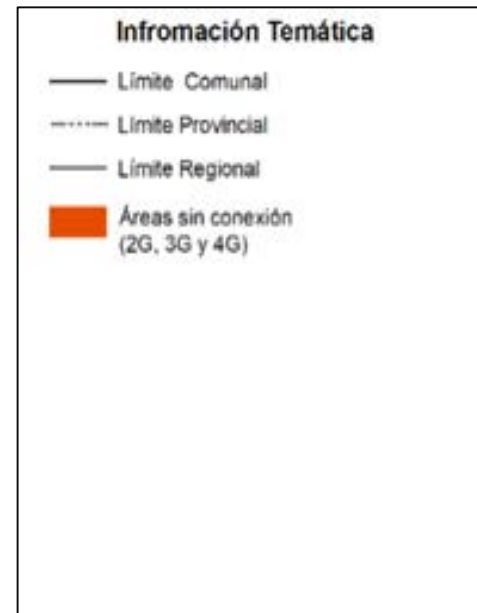 Infromación Temática
Límite Comunal
Límite Provincial
Límite Regional
Áreas sin conexión
(2G, 3G y 4G)